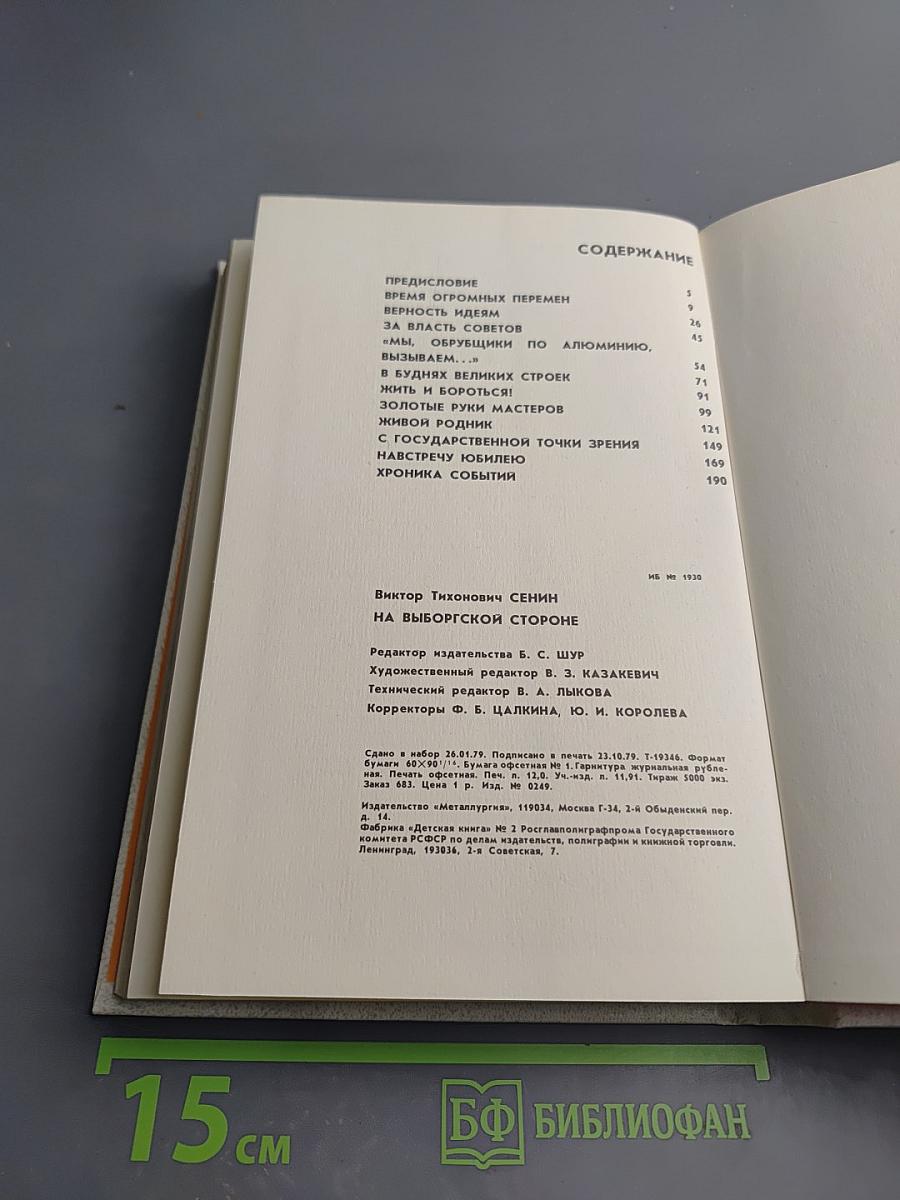 СОДЕРЖАНИЕ
ПРЕДИСЛОВИЕ 5
ВРЕМЯ ОГРОМНЫХ ПЕРЕМЕН 9
ВЕРНОСТЬ ИДЕЯМ 26
ЗА ВЛАСТЬ СОВЕТОВ 45
«МЫ, ОБРУБЩИКИ ПО АЛЮМИНИЮ,
ВЫЗЫВАЕМ...» 54
В БУДНЯХ ВЕЛИКИХ СТРОЕК 71
ЖИТЬ И БОРОТЬСЯ! 91
ЗОЛОТЫЕ РУКИ МАСТЕРОВ 99
ЖИВОЙ РОДНИК 121
С ГОСУДАРСТВЕННОЙ ТОЧКИ ЗРЕНИЯ 149
НАВСТРЕЧУ ЮБИЛЕЮ 169
ХРОНИКА СОБЫТИЙ 190
ИБ № 1930
Виктор Тихонович СЕНИН
НА ВЫБОРГСКОЙ СТОРОНЕ
Редактор издательства Б. С. ШУР
Художественный редактор В. З. КАЗАКЕВИЧ
Технический редактор В. А. ЛЫКОВА
Корректоры Ф. Б. ЦАЛКИНА, Ю. И. КОРОЛЕВА
Сдано в набор 26.01.79. Подписано в печать 23.10.79. Т-19346. Формат
бумаги 60×90¹/¹⁶. Бумага офсетная № 1. Гарнитура журнальная рубле-
ная. Печать офсетная. Печ. л. 12,0. Уч.-изд. л. 11,91. Тираж 5000 экз.
Заказ 683. Цена 1 р. Изд. № 0249.
Издательство «Металлургия», 119034, Москва Г-34, 2-й Обыденский пер.
д. 14.
Фабрика «Детская книга» № 2 Росглавполиграфпрома Государственного
комитета РСФСР по делам издательств, полиграфии и книжной торговли.
Ленинград, 193036, 2-я Советская, 7.
15 см
БФ БИБЛИОФАН